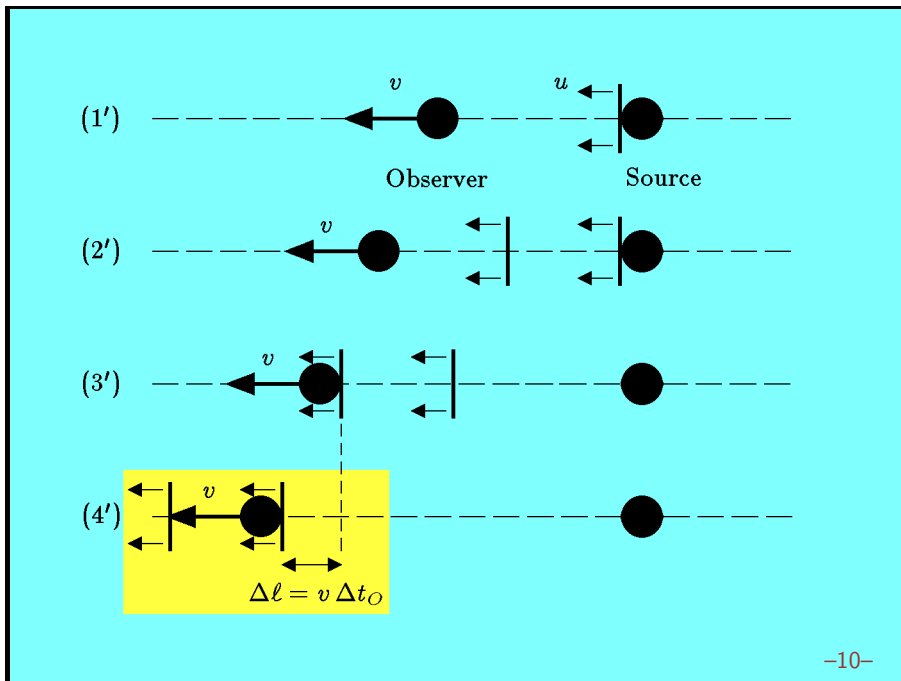 v u
(1′)
Observer Source
v
(2′)
v
(3′)
v
(4′)
Δℓ = v Δt_O
–10–